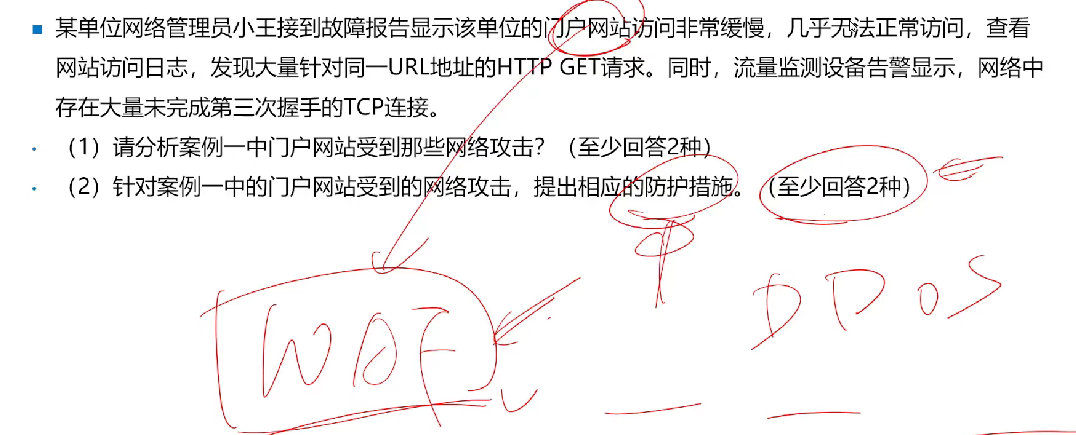 某单位网络管理员小王接到故障报告显示该单位的门户网站访问非常缓慢，几乎无法正常访问，查看
网站访问日志，发现大量针对同一URL地址的HTTP GET请求。同时，流量监测设备告警显示，网络中
存在大量未完成第三次握手的TCP连接。
（1）请分析案例一中门户网站受到那些网络攻击？（至少回答2种）
（2）针对案例一中的门户网站受到的网络攻击，提出相应的防护措施。（至少回答2种）
DDoS
WAF